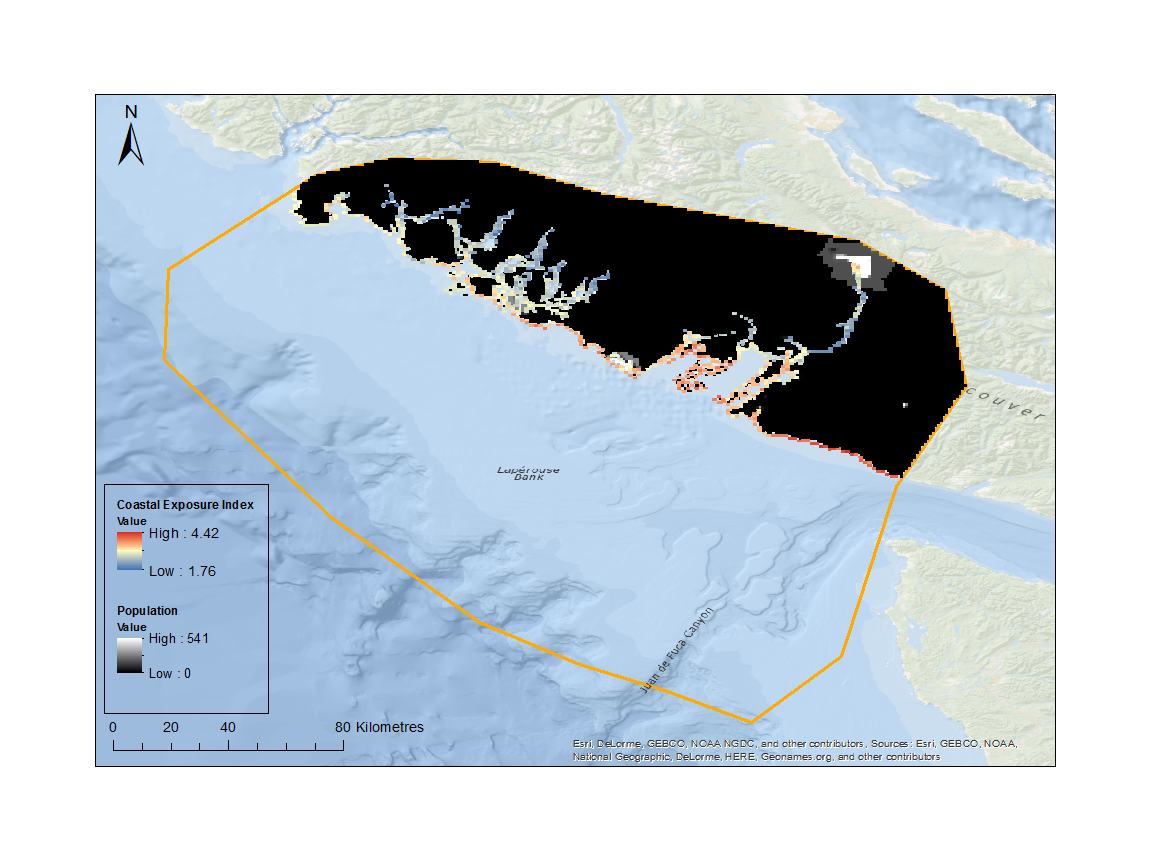 N
couver
Lapérouse
Bank
Juan de Fuca Canyon
Coastal Exposure Index
Value
High : 4.42
Low : 1.76
Population
Value
High : 541
Low : 0
0 20 40 80 Kilometres
Esri, DeLorme, GEBCO, NOAA NGDC, and other contributors, Sources: Esri, GEBCO, NOAA,
National Geographic, DeLorme, HERE, Geonames.org, and other contributors